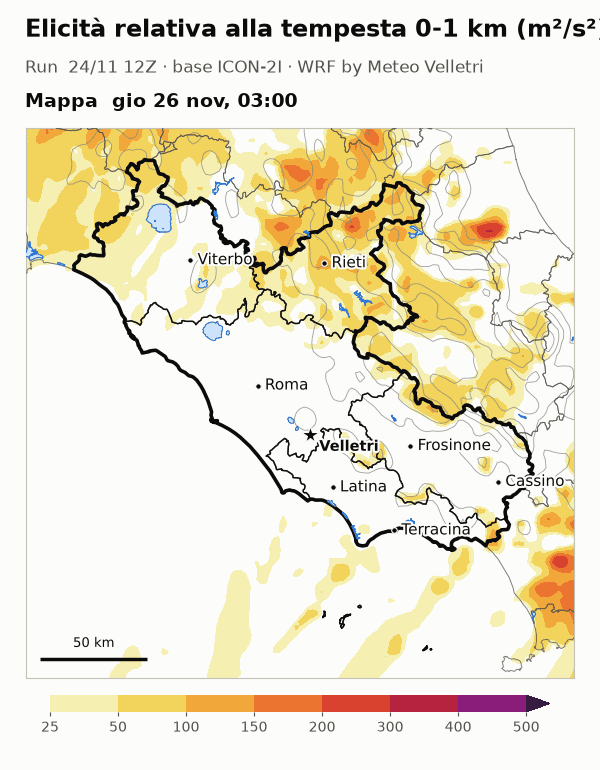 Elicità relativa alla tempesta 0-1 km (m²/s²)
Run 24/11 12Z · base ICON-2I · WRF by Meteo Velletri
Mappa gio 26 nov, 03:00
Viterbo
Rieti
Roma
Velletri
Frosinone
Cassino
Latina
Terracina
50 km
25 50 100 150 200 300 400 500